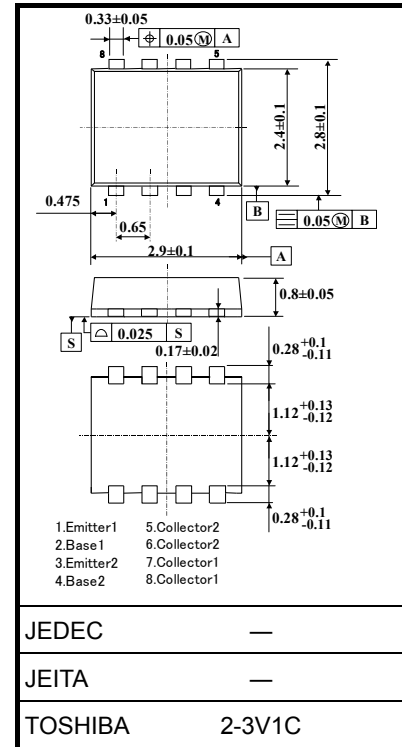 0.33±0.05
⌖ 0.05Ⓜ A
8 5
2.4±0.1
2.8±0.1
0.475
1 4
B
⌯ 0.05Ⓜ B
0.65
2.9±0.1
A
0.8±0.05
S
⌓ 0.025 S
0.17±0.02
0.28 +0.1 -0.11
1.12 +0.13 -0.12
1.12 +0.13 -0.12
0.28 +0.1 -0.11
1.Emitter1 5.Collector2
2.Base1 6.Collector2
3.Emitter2 7.Collector1
4.Base2 8.Collector1
JEDEC —
JEITA —
TOSHIBA 2-3V1C